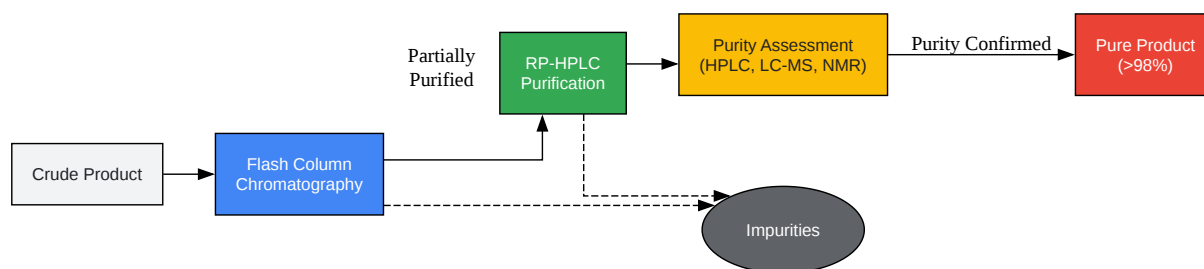 Crude Product
Flash Column
Chromatography
Partially
Purified
RP-HPLC
Purification
Purity Assessment
(HPLC, LC-MS, NMR)
Purity Confirmed
Pure Product
(>98%)
Impurities